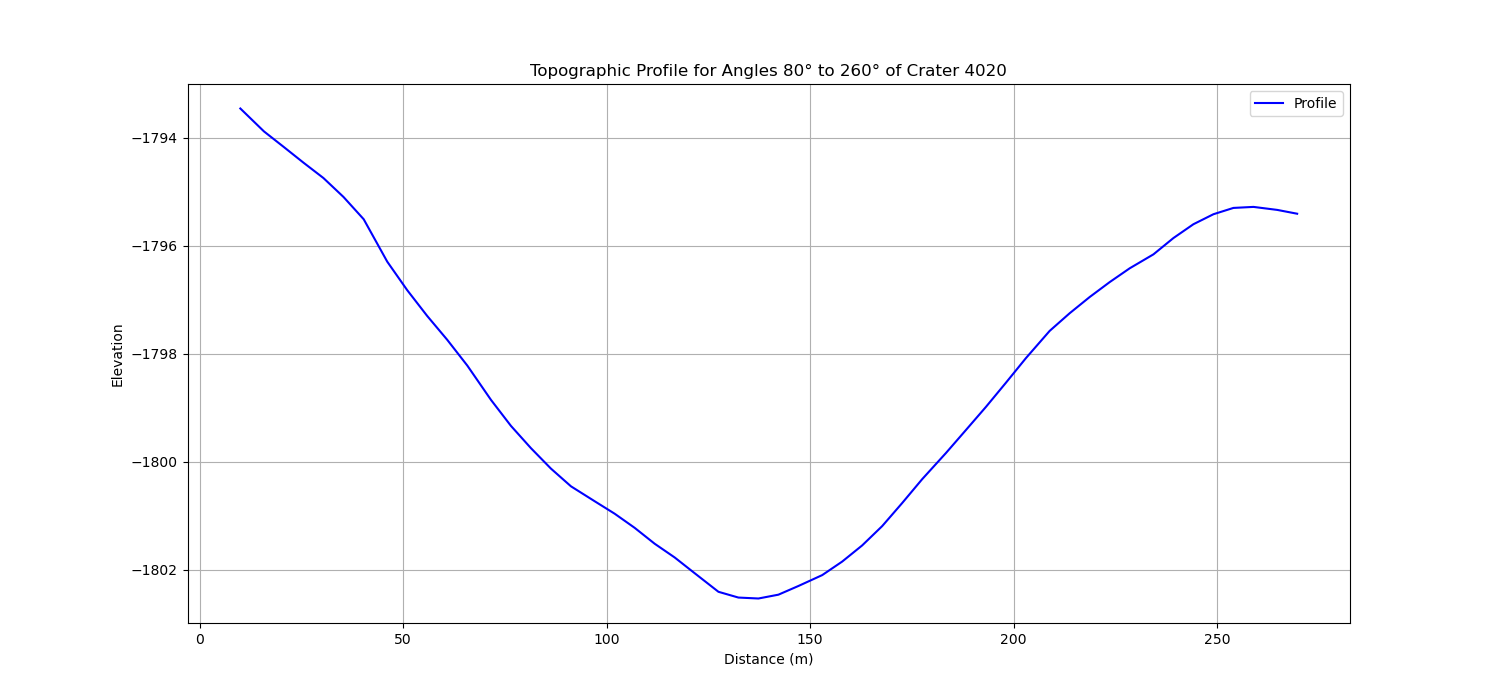 Topographic Profile for Angles 80° to 260° of Crater 4020
Profile
−1794
−1796
−1798
−1800
−1802
Elevation
0 50 100 150 200 250
Distance (m)